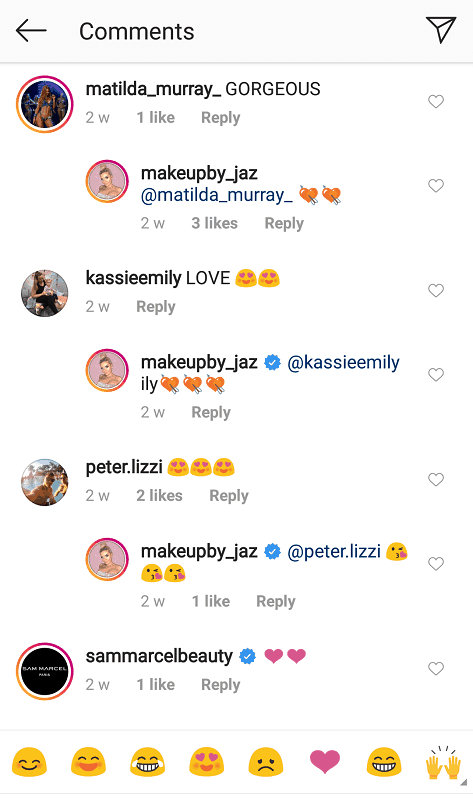 Comments
matilda_murray_ GORGEOUS
2 w 1 like Reply
makeupby_jaz
@matilda_murray_ 💘💘
2 w 3 likes Reply
kassieemily LOVE 😍😍
2 w Reply
makeupby_jaz @kassieemily
ily💘💘💘
2 w Reply
peter.lizzi 😍😍😍
2 w 2 likes Reply
makeupby_jaz @peter.lizzi 😘
😘😘
2 w 1 like Reply
SAM MARCEL
PARIS
sammarcelbeauty ❤❤
2 w 1 like Reply